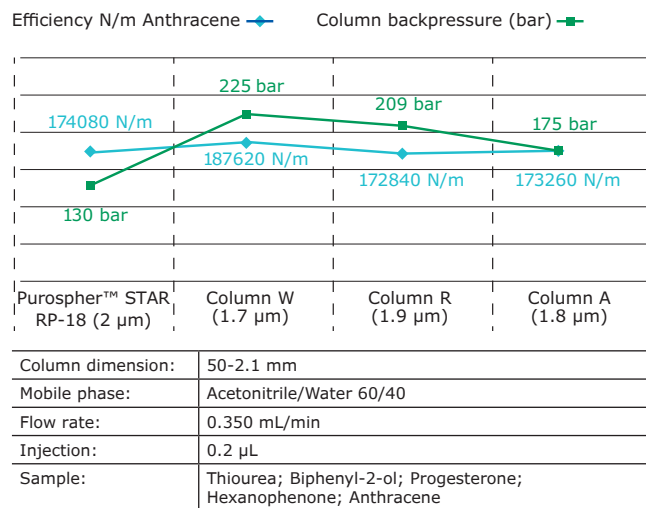 Efficiency N/m Anthracene Column backpressure (bar)
225 bar
174080 N/m 209 bar 175 bar
187620 N/m 172840 N/m 173260 N/m
130 bar
Purospher™ STAR RP-18 (2 µm)
Column W (1.7 µm)
Column R (1.9 µm)
Column A (1.8 µm)
Column dimension: 50-2.1 mm
Mobile phase: Acetonitrile/Water 60/40
Flow rate: 0.350 mL/min
Injection: 0.2 µL
Sample: Thiourea; Biphenyl-2-ol; Progesterone;
Hexanophenone; Anthracene